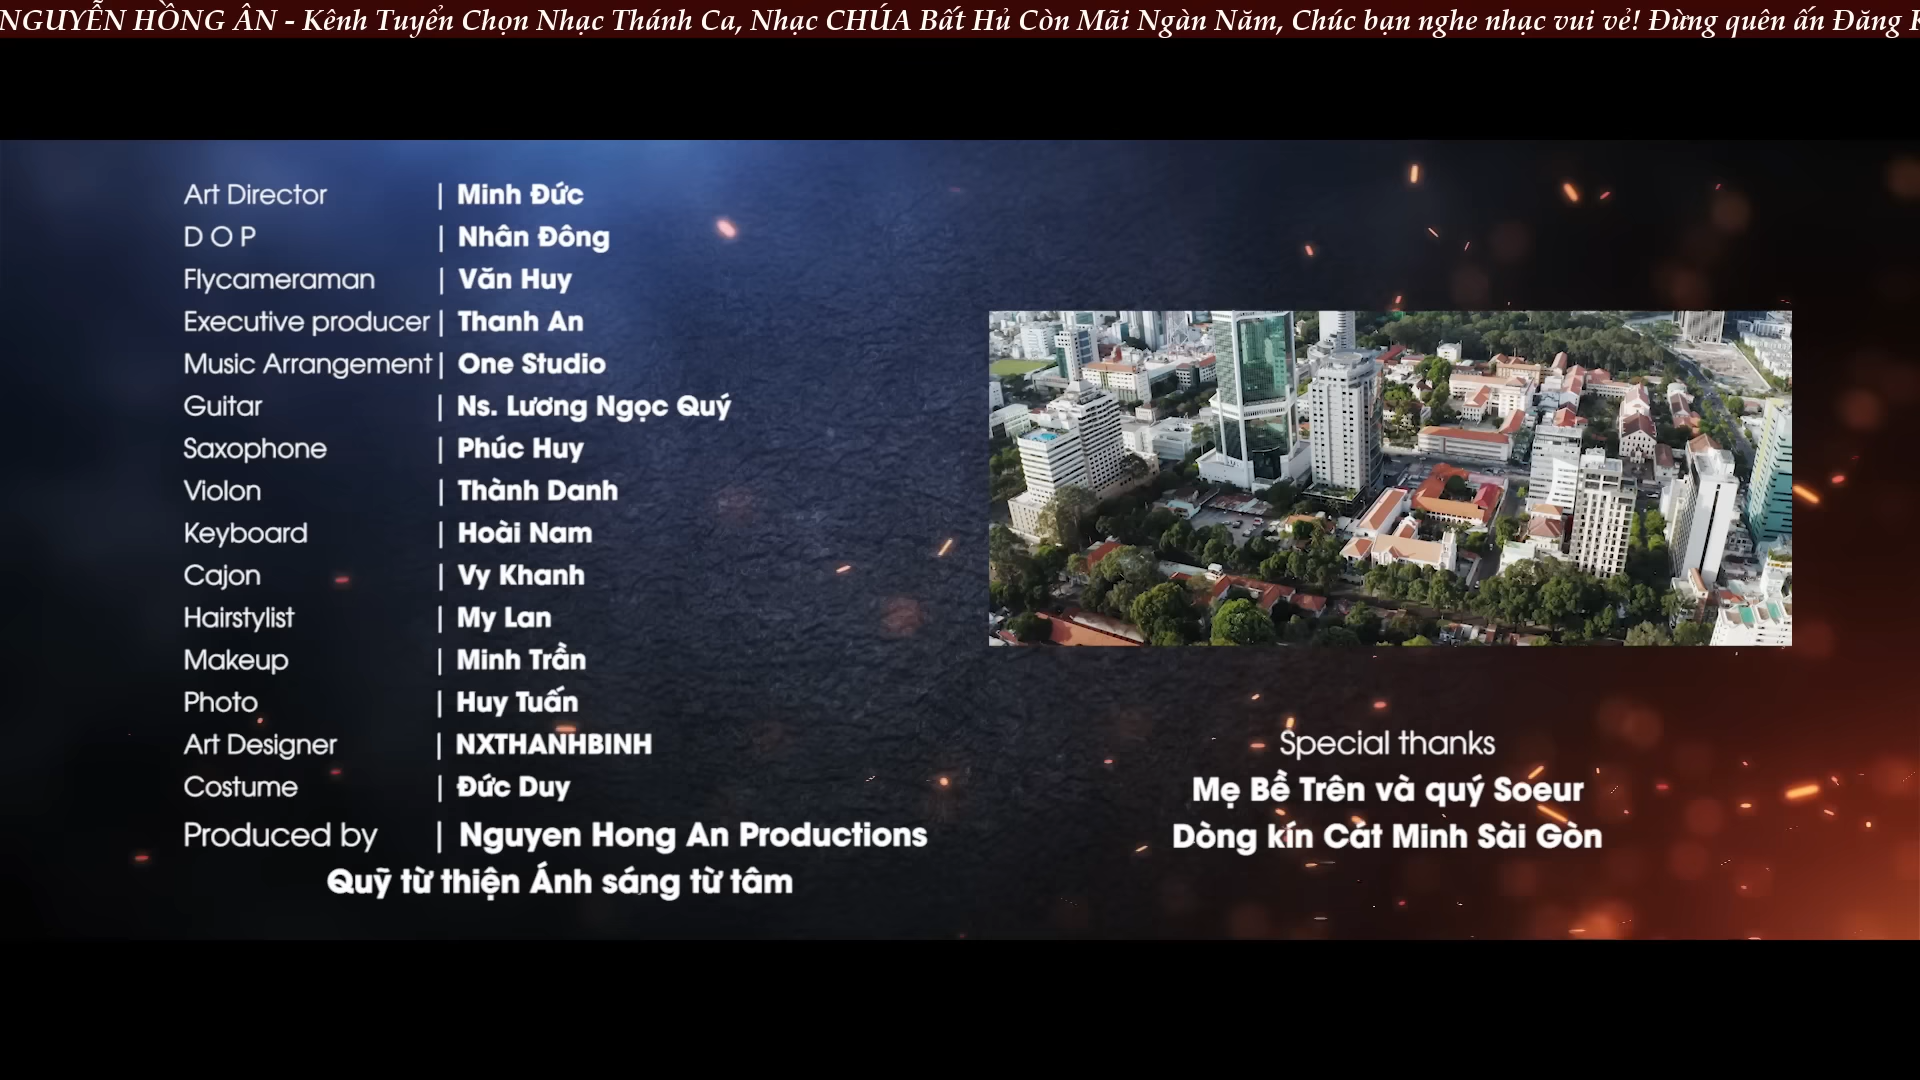 NGUYỄN HỒNG ÂN - Kênh Tuyển Chọn Nhạc Thánh Ca, Nhạc CHÚA Bất Hủ Còn Mãi Ngàn Năm, Chúc bạn nghe nhạc vui vẻ! Đừng quên ấn Đăng
Art Director | Minh Đức
D O P | Nhân Đông
Flycameraman | Văn Huy
Executive producer | Thanh An
Music Arrangement | One Studio
Guitar | Ns. Lương Ngọc Quý
Saxophone | Phúc Huy
Violon | Thành Danh
Keyboard | Hoài Nam
Cajon | Vy Khanh
Hairstylist | My Lan
Makeup | Minh Trần
Photo | Huy Tuấn
Art Designer | NXTHANHBINH
Costume | Đức Duy
Produced by | Nguyen Hong An Productions
Quỹ từ thiện Ánh sáng từ tâm
Special thanks
Mẹ Bề Trên và quý Soeur
Dòng kín Cát Minh Sài Gòn